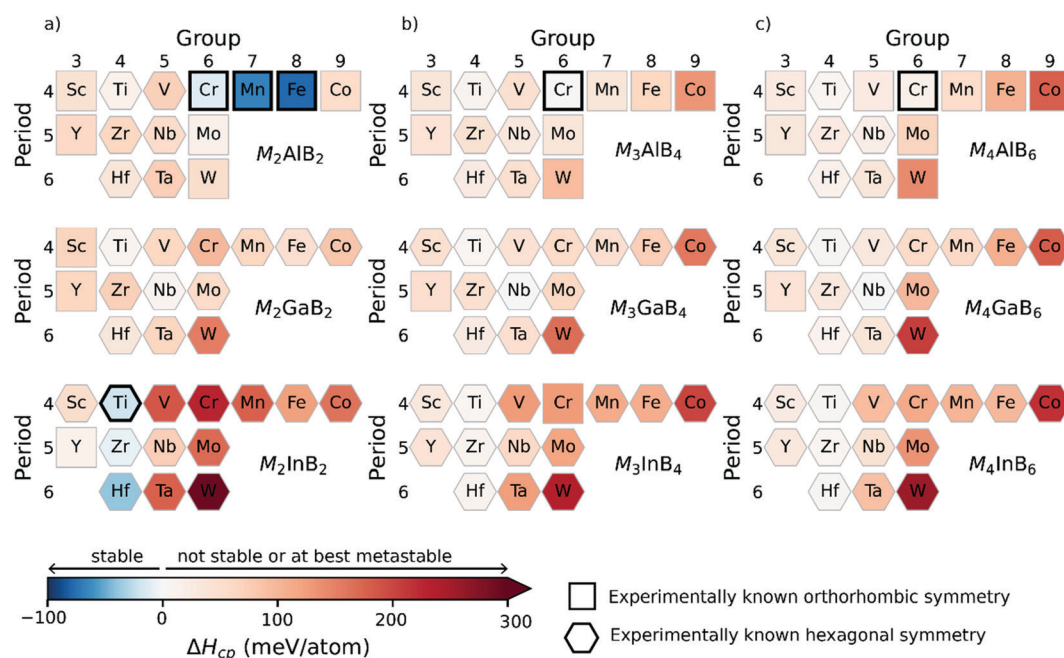 a) b) c)
Group Group Group
3 4 5 6 7 8 9 3 4 5 6 7 8 9 3 4 5 6 7 8 9
Period 4 Sc Ti V Cr Mn Fe Co Period 4 Sc Ti V Cr Mn Fe Co Period 4 Sc Ti V Cr Mn Fe Co
5 Y Zr Nb Mo M₂AlB₂ 5 Y Zr Nb Mo M₃AlB₄ 5 Y Zr Nb Mo M₄AlB₆
6 Hf Ta W 6 Hf Ta W 6 Hf Ta W
Period 4 Sc Ti V Cr Mn Fe Co Period 4 Sc Ti V Cr Mn Fe Co Period 4 Sc Ti V Cr Mn Fe Co
5 Y Zr Nb Mo M₂GaB₂ 5 Y Zr Nb Mo M₃GaB₄ 5 Y Zr Nb Mo M₄GaB₆
6 Hf Ta W 6 Hf Ta W 6 Hf Ta W
Period 4 Sc Ti V Cr Mn Fe Co Period 4 Sc Ti V Cr Mn Fe Co Period 4 Sc Ti V Cr Mn Fe Co
5 Y Zr Nb Mo M₂InB₂ 5 Y Zr Nb Mo M₃InB₄ 5 Y Zr Nb Mo M₄InB₆
6 Hf Ta W 6 Hf Ta W 6 Hf Ta W
stable not stable or at best metastable
−100 0 100 200 300
ΔH_cp (meV/atom)
Experimentally known orthorhombic symmetry
Experimentally known hexagonal symmetry